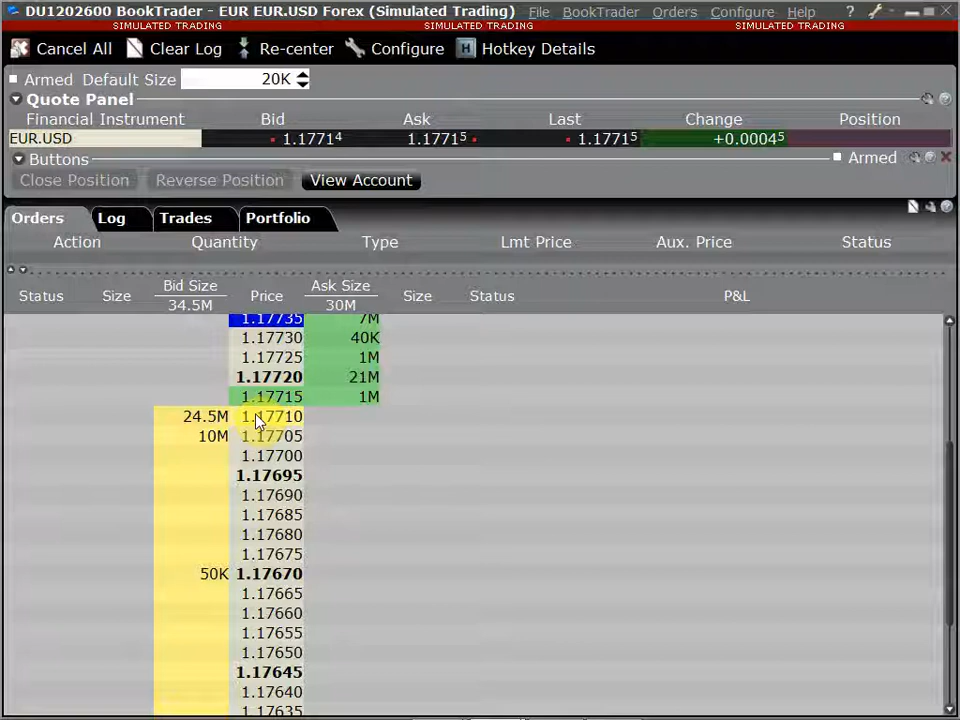 DU1202600 BookTrader - EUR EUR.USD Forex (Simulated Trading) File BookTrader Orders Configure Help ?
SIMULATED TRADING SIMULATED TRADING SIMULATED TRADING
Cancel All Clear Log Re-center Configure H Hotkey Details
Armed Default Size 20K
Quote Panel
Financial Instrument Bid Ask Last Change Position
EUR.USD 1.17714 1.17715 1.17715 +0.00045
Buttons Armed
Close Position Reverse Position View Account
Orders Log Trades Portfolio
Action Quantity Type Lmt Price Aux. Price Status
Status Size Bid Size Price Ask Size Size Status P&L
34.5M 30M
1.17735 7M
1.17730 40K
1.17725 1M
1.17720 21M
1.17715 1M
24.5M 1.17710
10M 1.17705
1.17700
1.17695
1.17690
1.17685
1.17680
1.17675
50K 1.17670
1.17665
1.17660
1.17655
1.17650
1.17645
1.17640
1.17635